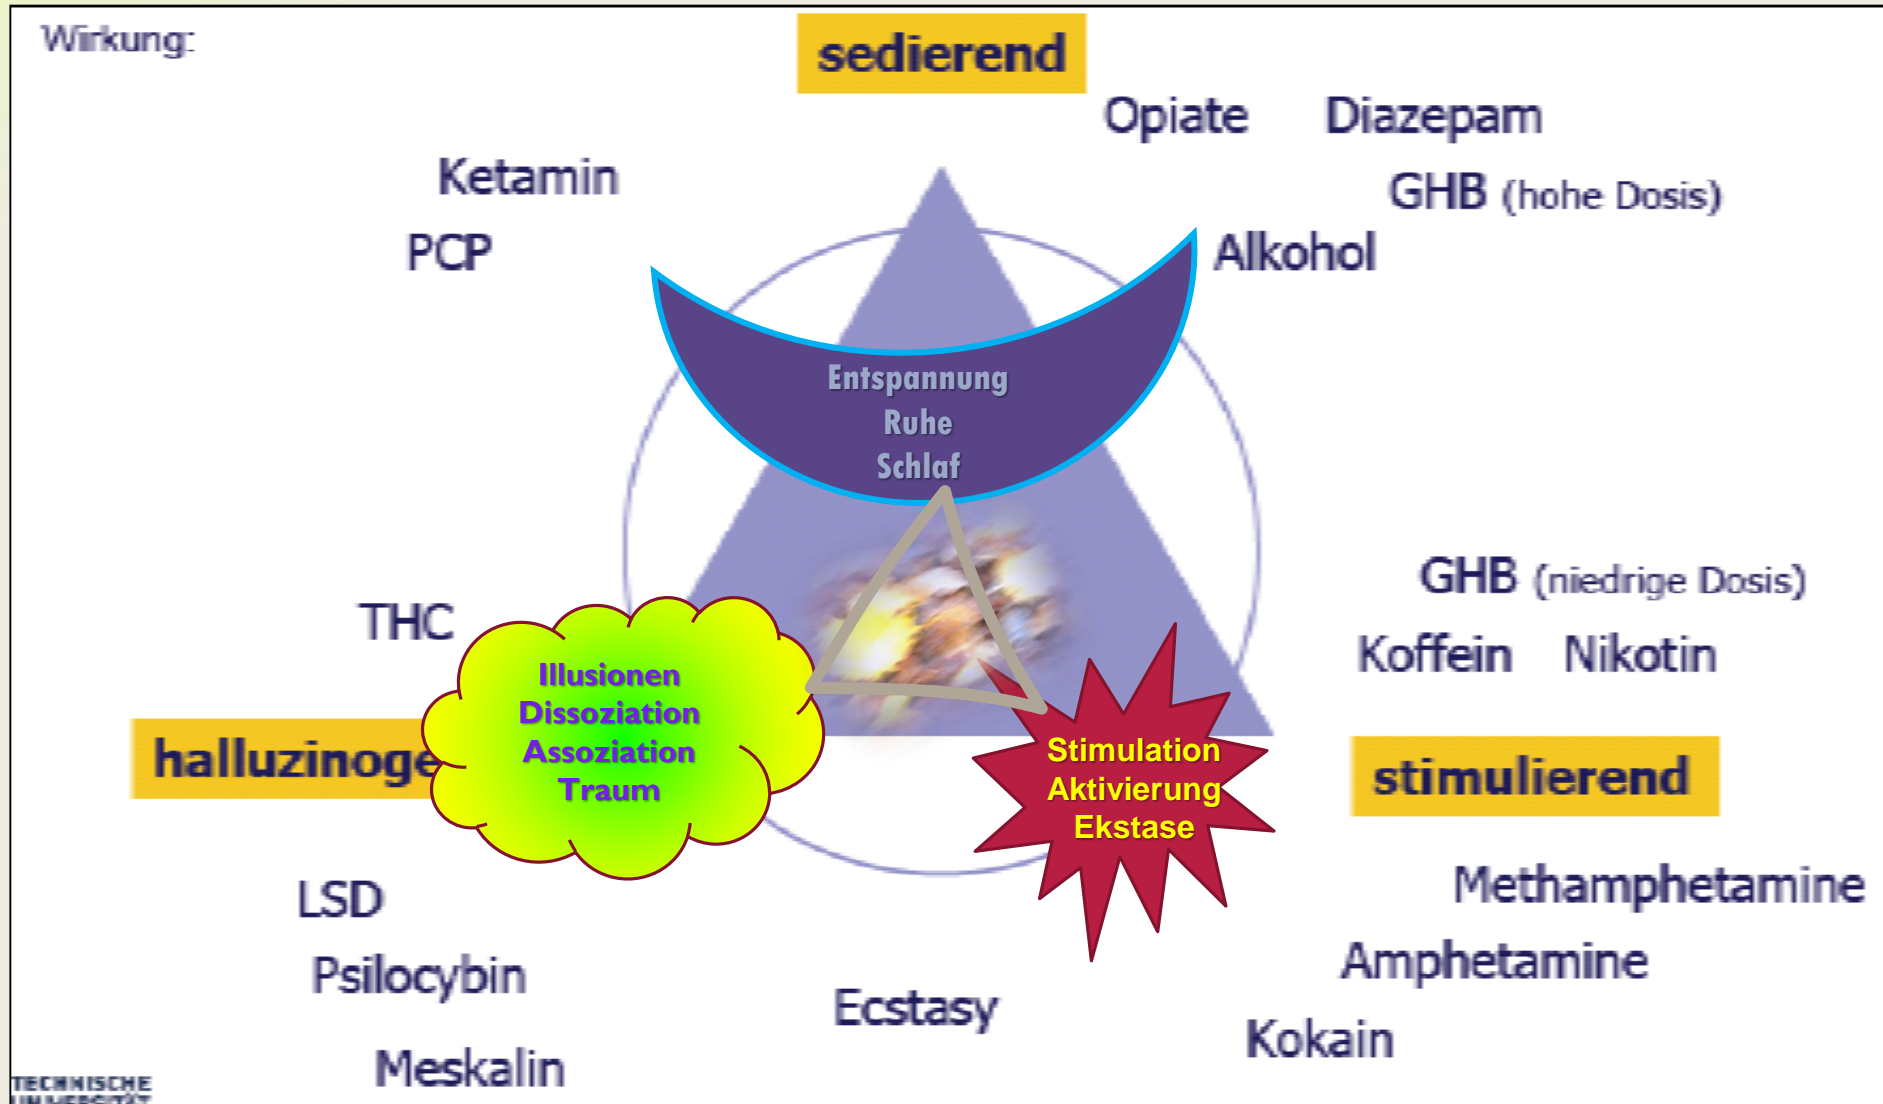 Wirkung:
sedierend
Opiate Diazepam
Ketamin
GHB (hohe Dosis)
PCP
Alkohol
Entspannung
Ruhe
Schlaf
GHB (niedrige Dosis)
THC
Koffein Nikotin
Illusionen
Dissoziation
Assoziation
Traum
halluzinoge
Stimulation
Aktivierung
Ekstase
stimulierend
LSD
Methamphetamine
Psilocybin
Amphetamine
Ecstasy
Kokain
Meskalin
TECHNISCHE
UNIVERSITÄT